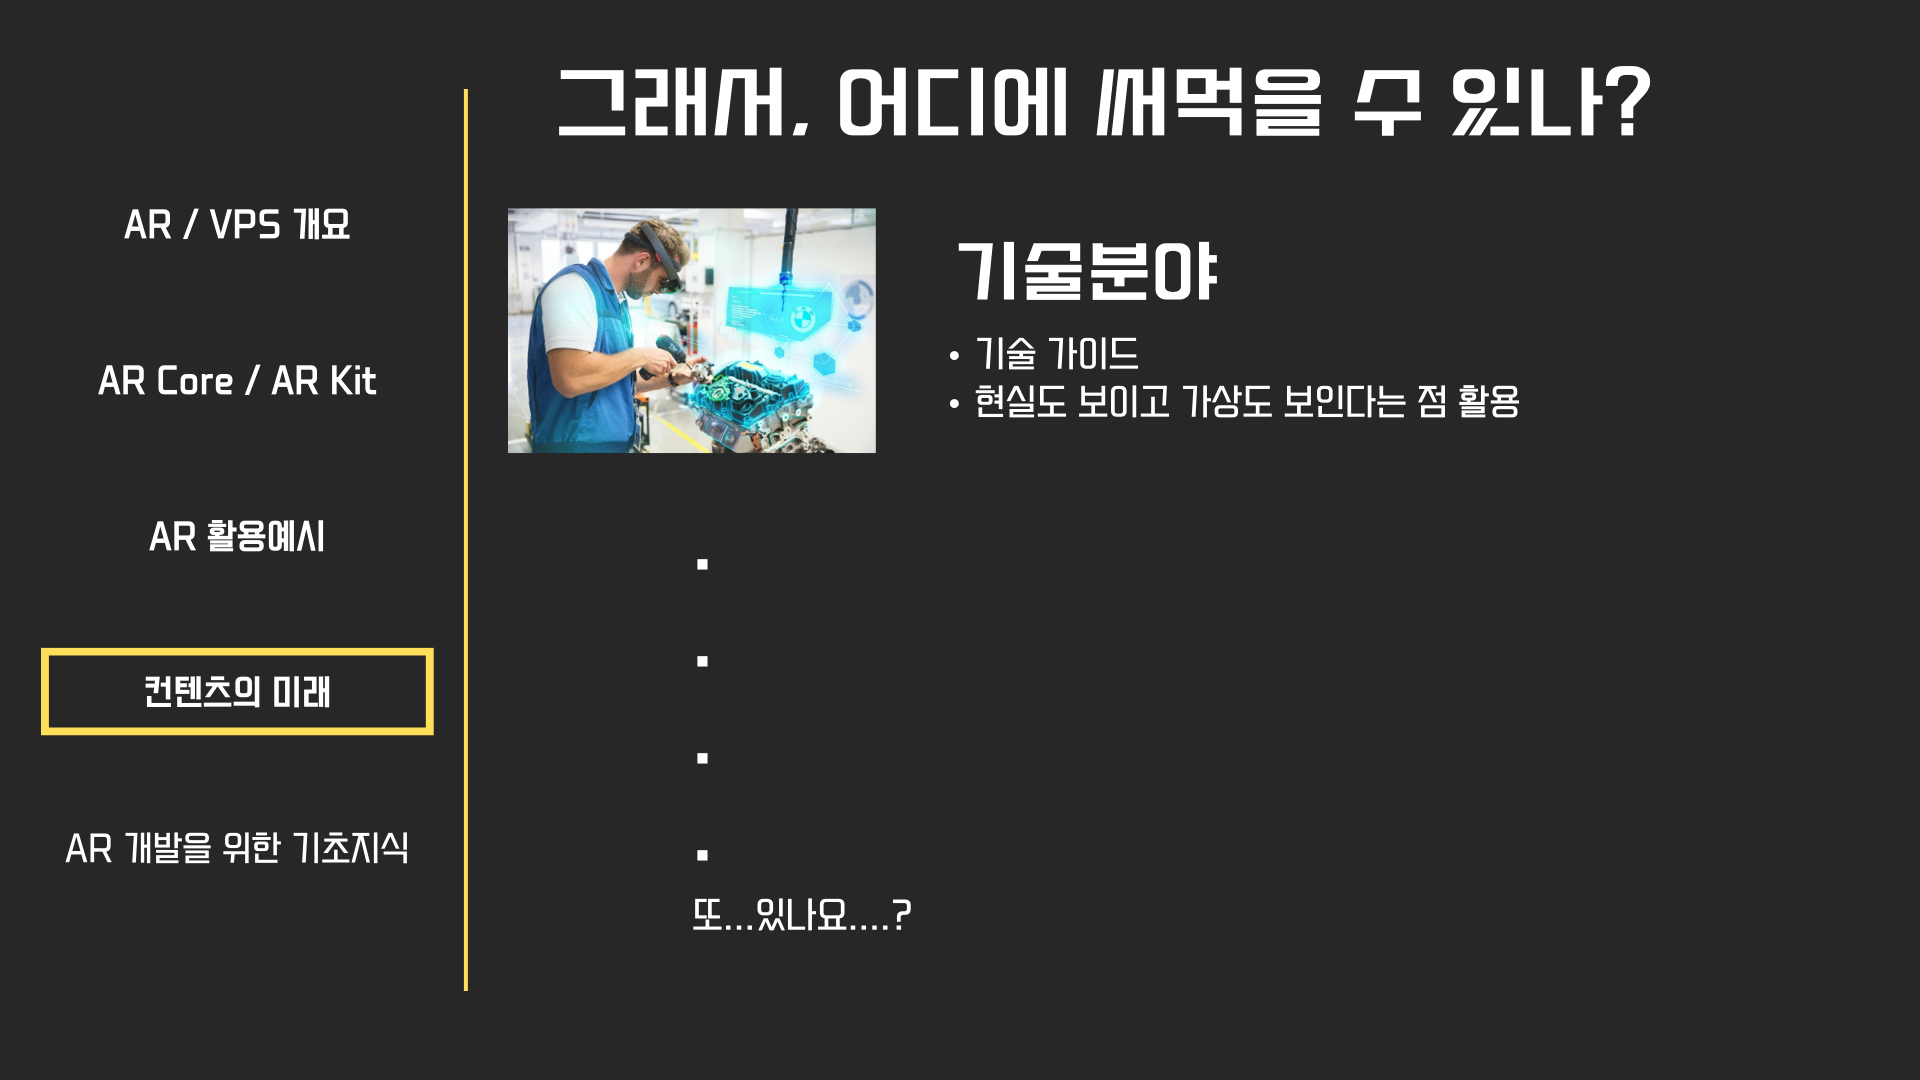 그래서, 어디에 써먹을 수 있나?
AR / VPS 개요
AR Core / AR Kit
AR 활용예시
컨텐츠의 미래
AR 개발을 위한 기초지식
기술분야
• 기술 가이드
• 현실도 보이고 가상도 보인다는 점 활용
.
.
.
.
또...있나요....?